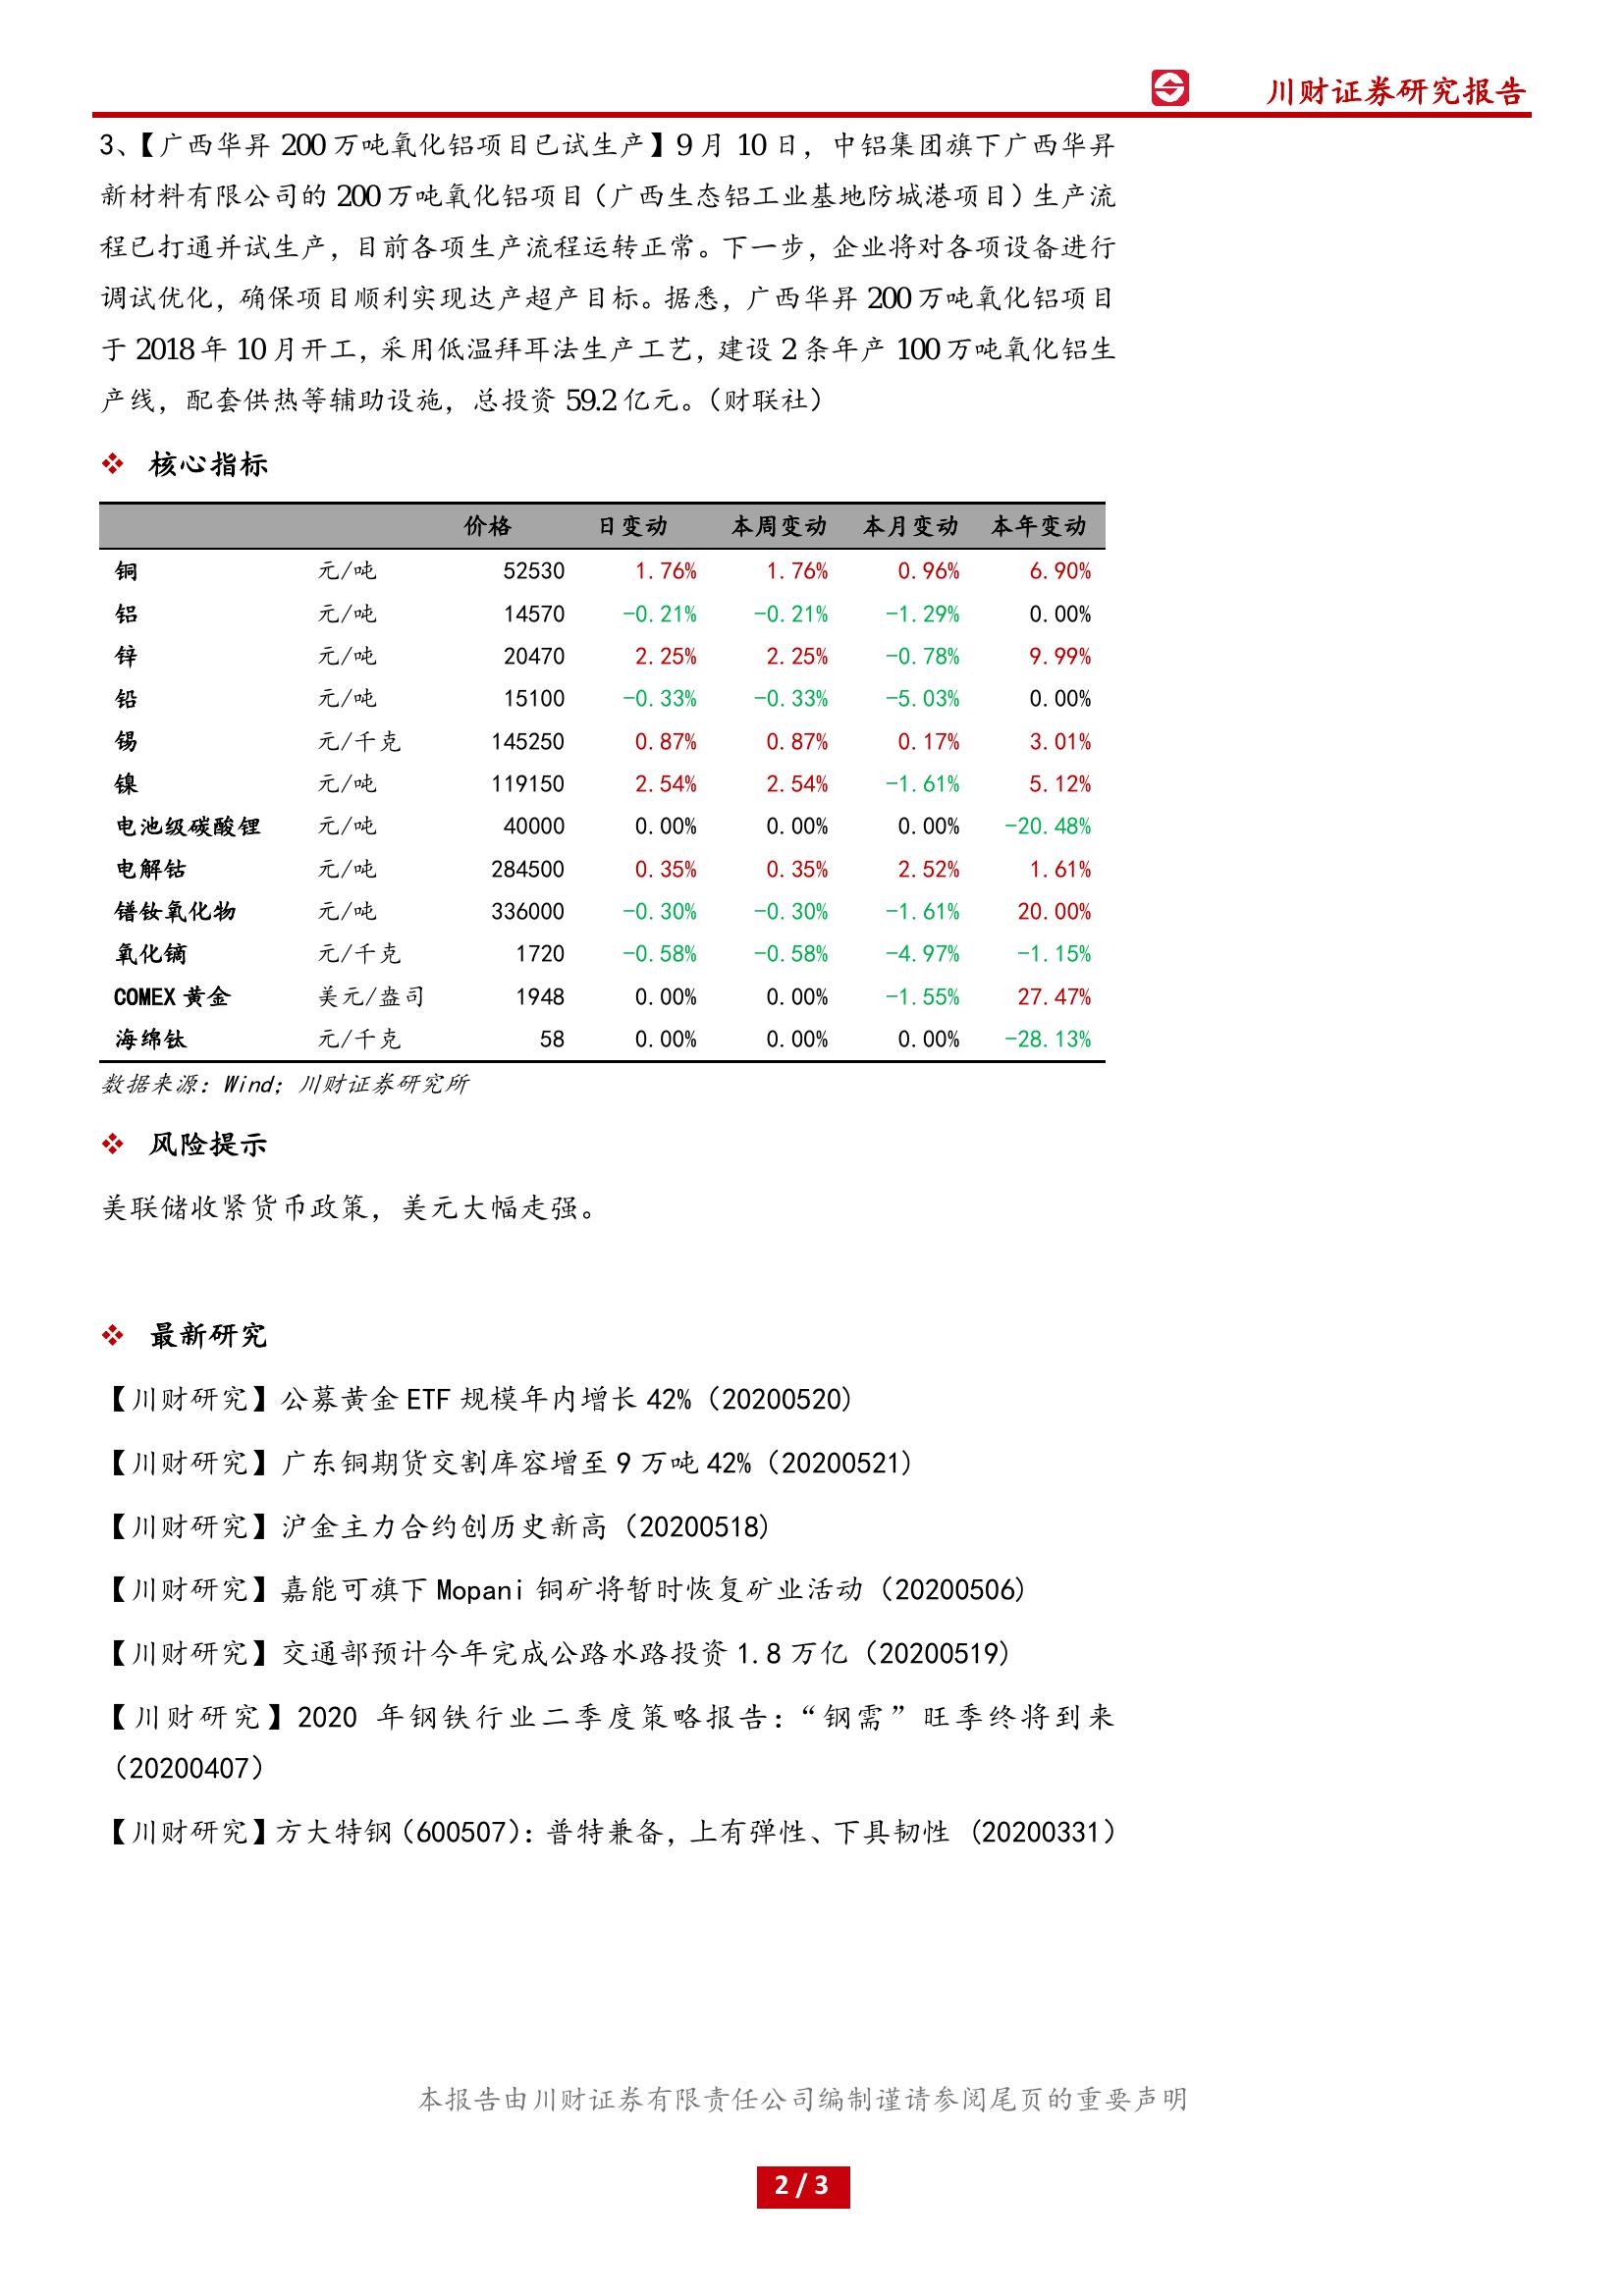 川财证券研究报告
3、【广西华昇 200 万吨氧化铝项目已试生产】9 月 10 日，中铝集团旗下广西华昇
新材料有限公司的 200 万吨氧化铝项目（广西生态铝工业基地防城港项目）生产流
程已打通并试生产，目前各项生产流程运转正常。下一步，企业将对各项设备进行
调试优化，确保项目顺利实现达产超产目标。据悉，广西华昇 200 万吨氧化铝项目
于 2018 年 10 月开工，采用低温拜耳法生产工艺，建设 2 条年产 100 万吨氧化铝生
产线，配套供热等辅助设施，总投资 59.2 亿元。（财联社）
❖ 核心指标
价格 日变动 本周变动 本月变动 本年变动
铜 元/吨 52530 1.76% 1.76% 0.96% 6.90%
铝 元/吨 14570 -0.21% -0.21% -1.29% 0.00%
锌 元/吨 20470 2.25% 2.25% -0.78% 9.99%
铅 元/吨 15100 -0.33% -0.33% -5.03% 0.00%
锡 元/千克 145250 0.87% 0.87% 0.17% 3.01%
镍 元/吨 119150 2.54% 2.54% -1.61% 5.12%
电池级碳酸锂 元/吨 40000 0.00% 0.00% 0.00% -20.48%
电解钴 元/吨 284500 0.35% 0.35% 2.52% 1.61%
镨钕氧化物 元/吨 336000 -0.30% -0.30% -1.61% 20.00%
氧化镝 元/千克 1720 -0.58% -0.58% -4.97% -1.15%
COMEX 黄金 美元/盎司 1948 0.00% 0.00% -1.55% 27.47%
海绵钛 元/千克 58 0.00% 0.00% 0.00% -28.13%
数据来源：Wind；川财证券研究所
❖ 风险提示
美联储收紧货币政策，美元大幅走强。
❖ 最新研究
【川财研究】公募黄金 ETF 规模年内增长 42%（20200520）
【川财研究】广东铜期货交割库容增至 9 万吨 42%（20200521）
【川财研究】沪金主力合约创历史新高（20200518）
【川财研究】嘉能可旗下 Mopani 铜矿将暂时恢复矿业活动（20200506）
【川财研究】交通部预计今年完成公路水路投资 1.8 万亿（20200519）
【川财研究】2020 年钢铁行业二季度策略报告：“钢需”旺季终将到来
（20200407）
【川财研究】方大特钢（600507）：普特兼备，上有弹性、下具韧性（20200331）
本报告由川财证券有限责任公司编制谨请参阅尾页的重要声明
2 / 3